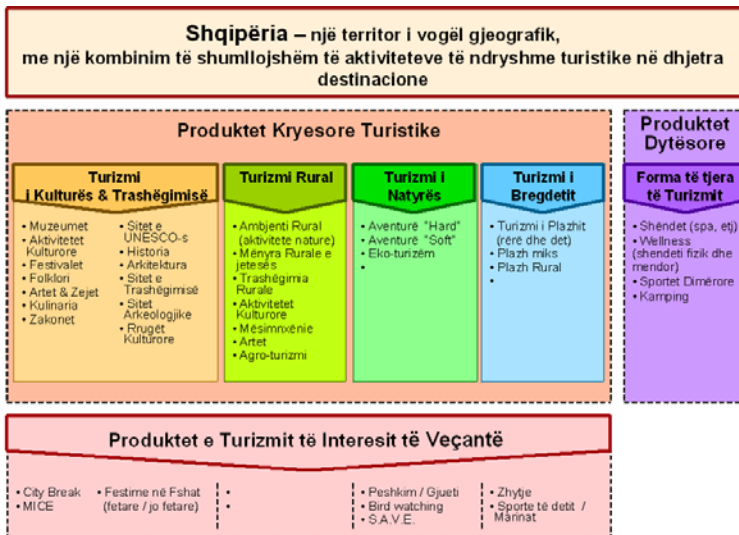 Shqipëria – një territor i vogël gjeografik,
me një kombinim të shumllojshëm të aktiviteteve të ndryshme turistike në dhjetra
destinacione
Produktet Kryesore Turistike
Turizmi
i Kulturës & Trashëgimisë
• Muzeumet
• Aktivitetet
Kulturore
• Festivalet
• Folklori
• Artet & Zejet
• Kulinaria
• Zakonet
• Sitet e
UNESCO-s
• Historia
• Arkitektura
• Sitet e
Trashëgimisë
• Sitet
Arkeologjike
• Rrugët
Kulturore
Turizmi Rural
• Ambjenti Rural
(aktivitete nature)
• Mënyra Rurale e
jetesës
• Trashëgimia
Rurale
• Aktivitetet
Kulturore
• Mësimnxënie
• Artet
• Agro-turizmi
Turizmi i
Natyrës
• Aventurë "Hard"
• Aventurë "Soft"
• Eko-turizëm
•
Turizmi i
Bregdetit
• Turizmi i Plazhit
(rërë dhe det)
• Plazh miks
• Plazh Rural
•
Produktet
Dytësore
Forma të tjera
të Turizmit
• Shëndet (spa, etj)
• Wellness
(shendeti fizik dhe
mendor)
• Sportet Dimërore
• Kamping
Produktet e Turizmit të Interesit të Veçantë
• City Break
• MICE
• Festime në Fshat
(fetare / jo fetare)
•
•
• Peshkim / Gjueti
• Bird watching
• S.A.V.E.
• Zhytje
• Sporte të detit /
Marinat